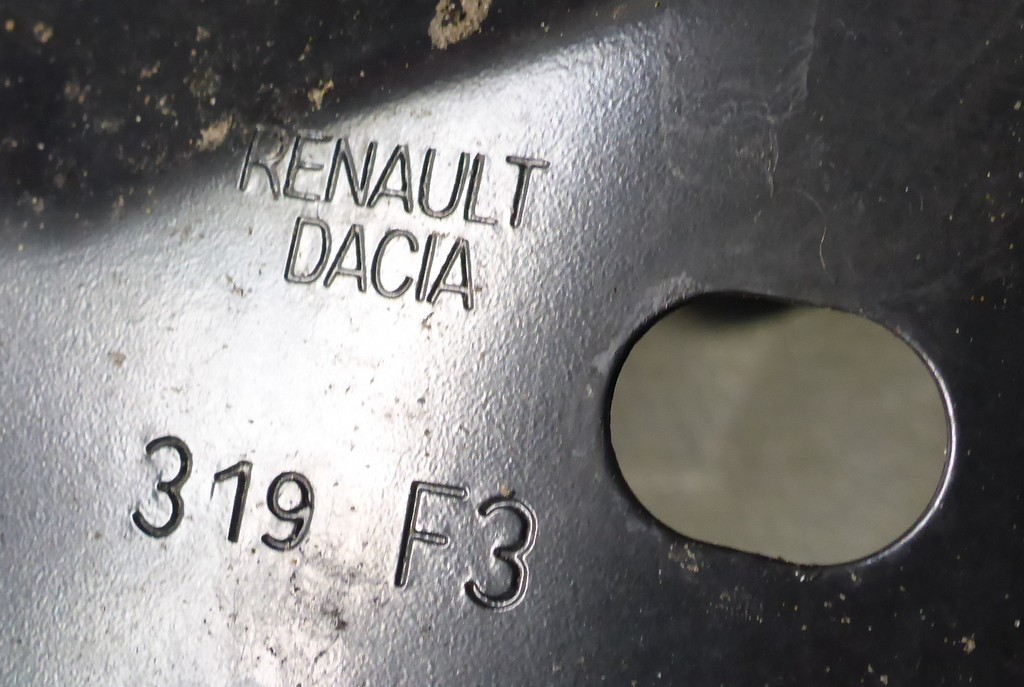 RENAULT
DACIA
319 F3